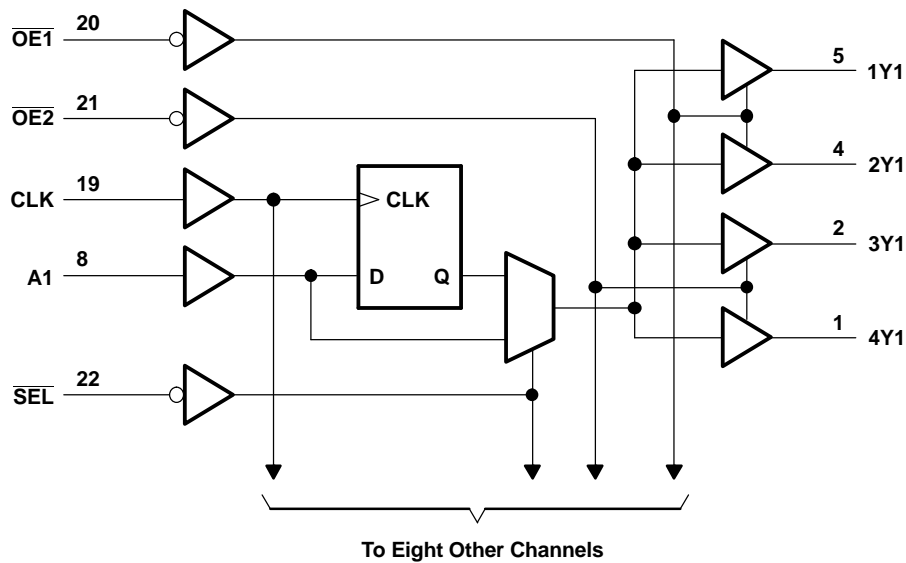 OE1 20
OE2 21
CLK 19
A1 8
SEL 22
CLK
D Q
5 1Y1
4 2Y1
2 3Y1
1 4Y1
To Eight Other Channels